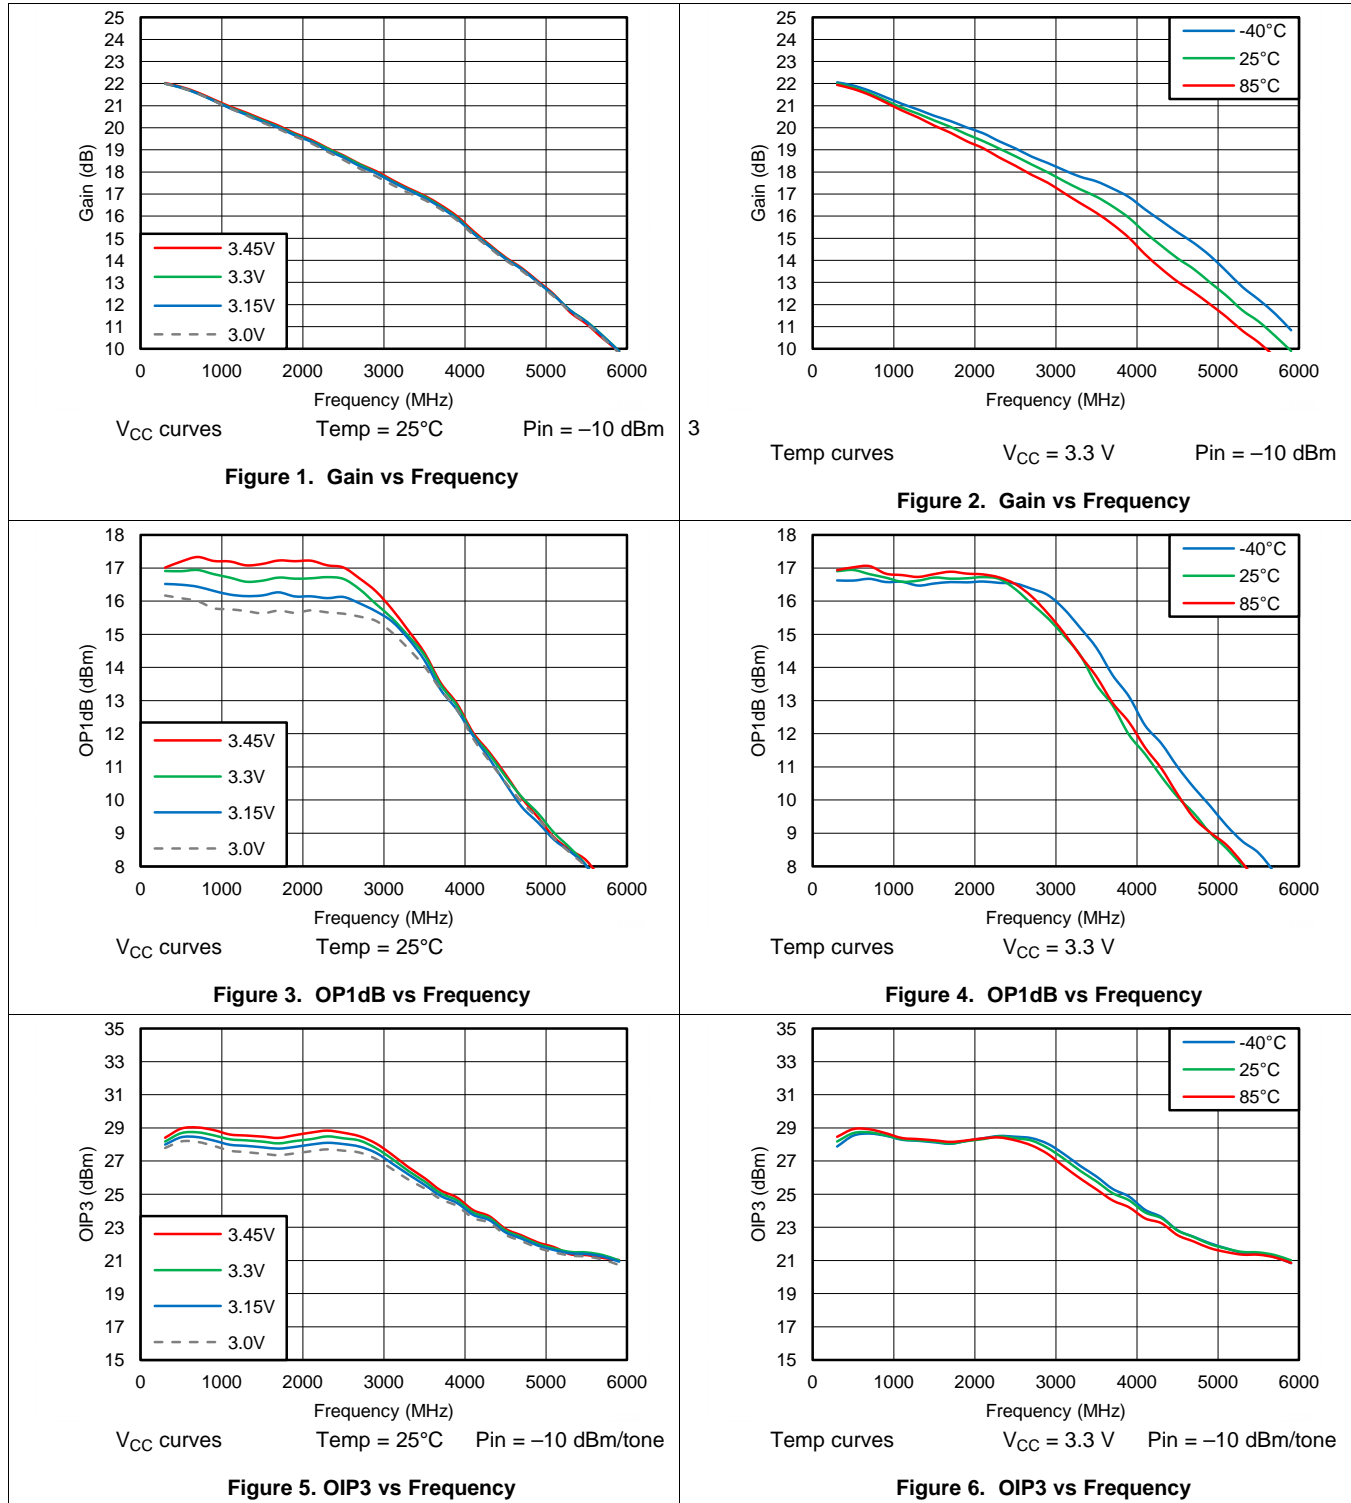 25
24
23
22
21
20
19
18
17
16
15
14
13
12
11
10
Gain (dB)
3.45V
3.3V
3.15V
3.0V
0 1000 2000 3000 4000 5000 6000
Frequency (MHz)
VCC curves Temp = 25°C Pin = –10 dBm
Figure 1. Gain vs Frequency
3
25
24
23
22
21
20
19
18
17
16
15
14
13
12
11
10
Gain (dB)
-40°C
25°C
85°C
0 1000 2000 3000 4000 5000 6000
Frequency (MHz)
Temp curves VCC = 3.3 V Pin = –10 dBm
Figure 2. Gain vs Frequency
18
17
16
15
14
13
12
11
10
9
8
OP1dB (dBm)
3.45V
3.3V
3.15V
3.0V
0 1000 2000 3000 4000 5000 6000
Frequency (MHz)
VCC curves Temp = 25°C
Figure 3. OP1dB vs Frequency
18
17
16
15
14
13
12
11
10
9
8
OP1dB (dBm)
-40°C
25°C
85°C
0 1000 2000 3000 4000 5000 6000
Frequency (MHz)
Temp curves VCC = 3.3 V
Figure 4. OP1dB vs Frequency
35
33
31
29
27
25
23
21
19
17
15
OIP3 (dBm)
3.45V
3.3V
3.15V
3.0V
0 1000 2000 3000 4000 5000 6000
Frequency (MHz)
VCC curves Temp = 25°C Pin = –10 dBm/tone
Figure 5. OIP3 vs Frequency
35
33
31
29
27
25
23
21
19
17
15
OIP3 (dBm)
-40°C
25°C
85°C
0 1000 2000 3000 4000 5000 6000
Frequency (MHz)
Temp curves VCC = 3.3 V Pin = –10 dBm/tone
Figure 6. OIP3 vs Frequency